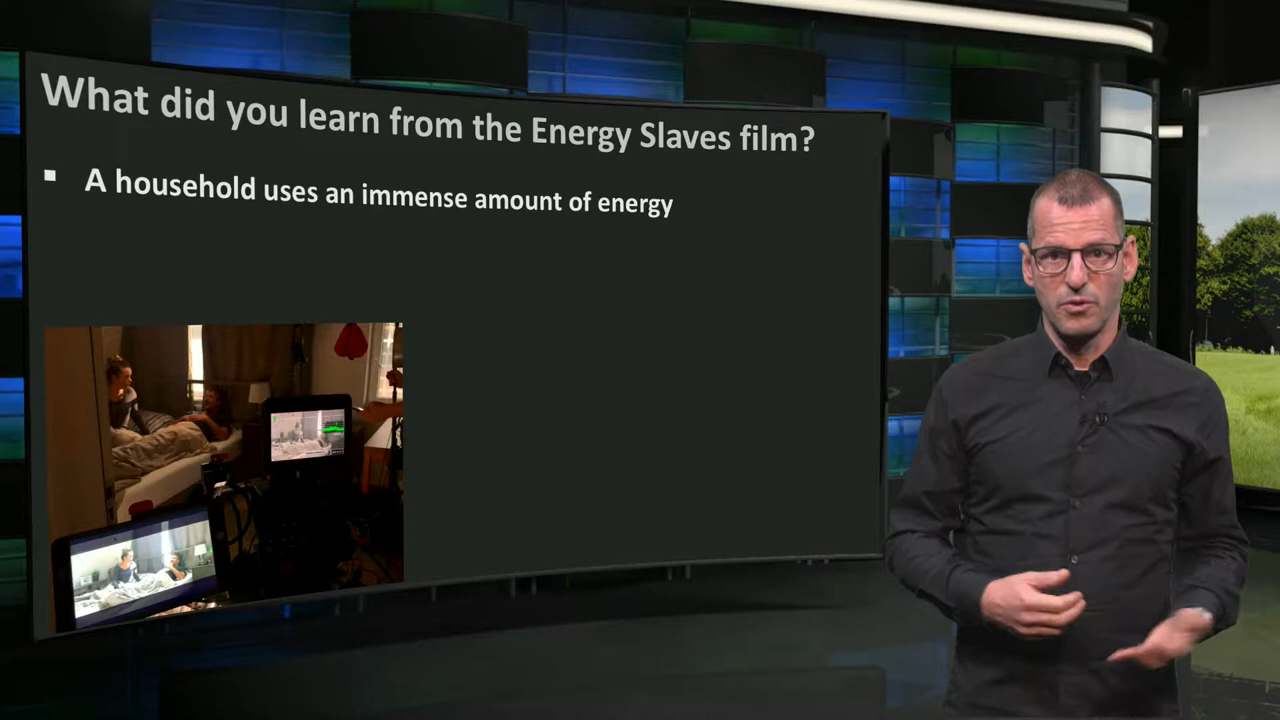 What did you learn from the Energy Slaves film?
A household uses an immense amount of energy